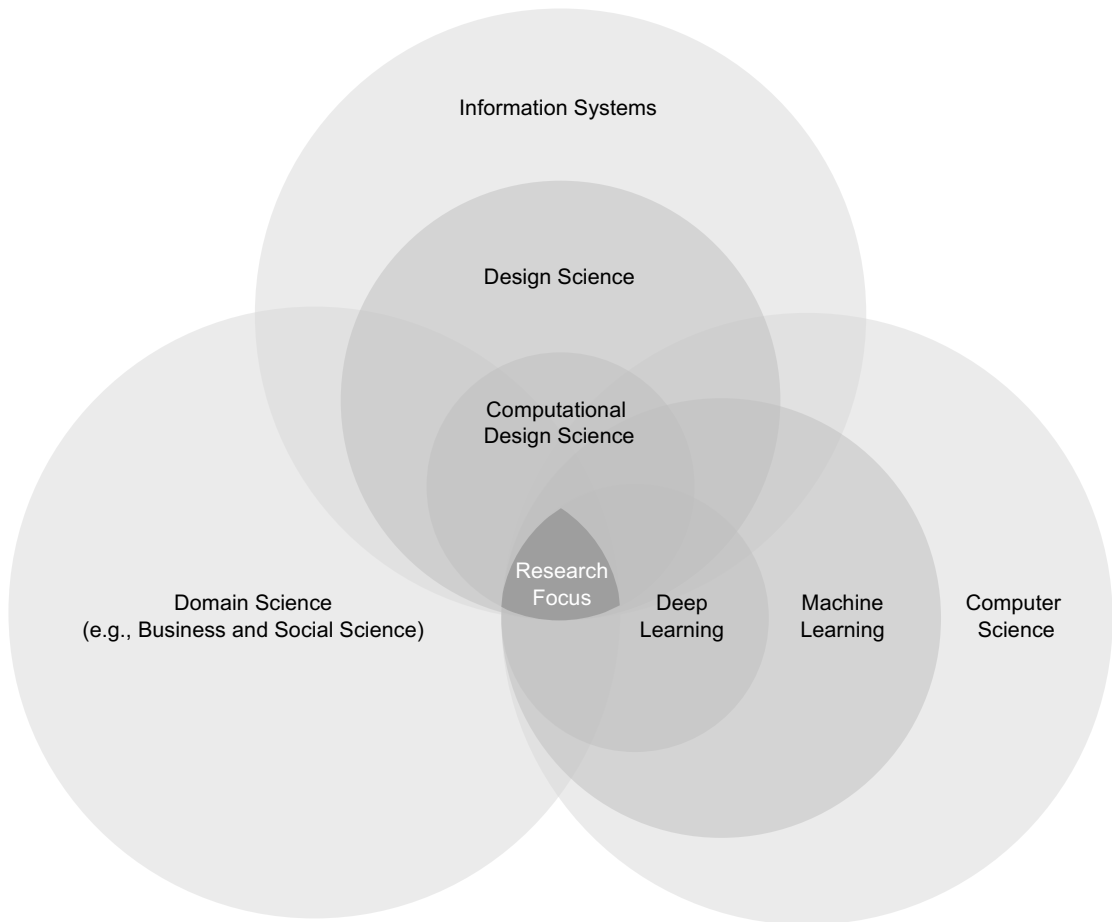 Information Systems
Design Science
Computational
Design Science
Research
Focus
Domain Science
(e.g., Business and Social Science)
Deep
Learning
Machine
Learning
Computer
Science